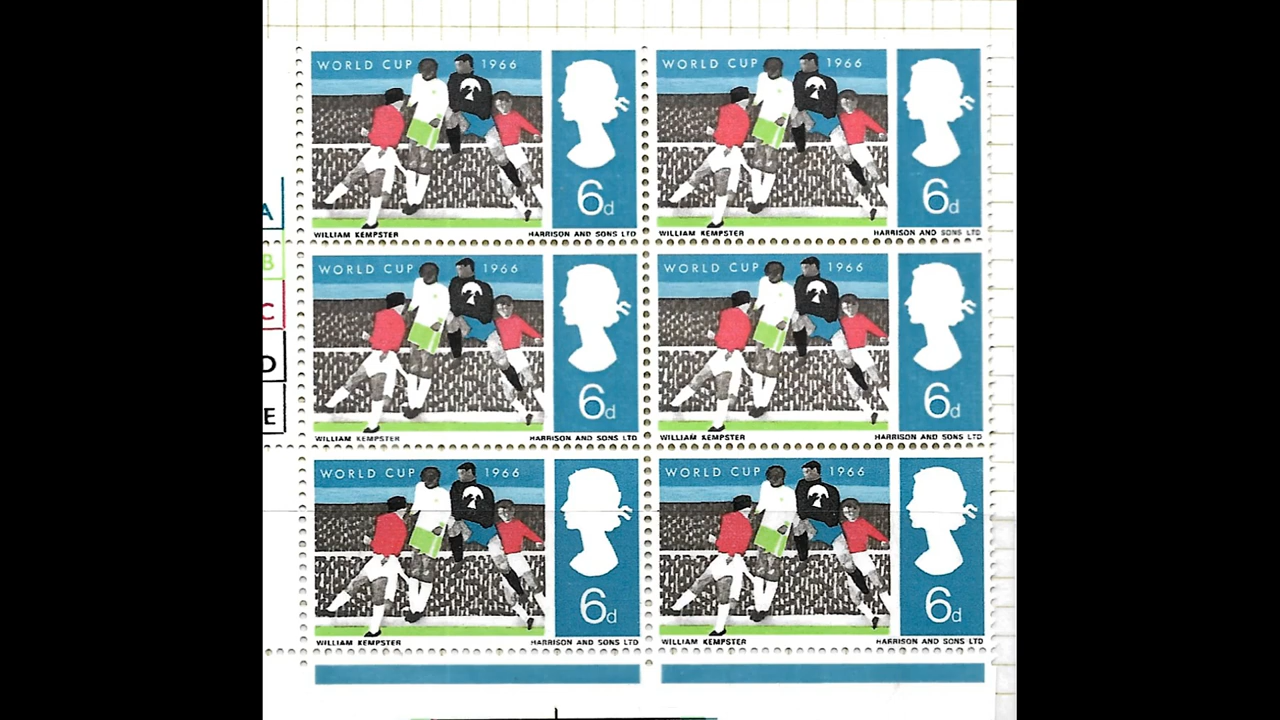 WORLD CUP 1966 WORLD CUP 1966
6d 6d
WILLIAM KEMPSTER HARRISON AND SONS LTD WILLIAM KEMPSTER HARRISON AND SONS LTD
A
B
WORLD CUP 1966 WORLD CUP 1966
C
D
6d 6d
E
WILLIAM KEMPSTER HARRISON AND SONS LTD WILLIAM KEMPSTER HARRISON AND SONS LTD
WORLD CUP 1966 WORLD CUP 1966
6d 6d
WILLIAM KEMPSTER HARRISON AND SONS LTD WILLIAM KEMPSTER HARRISON AND SONS LTD